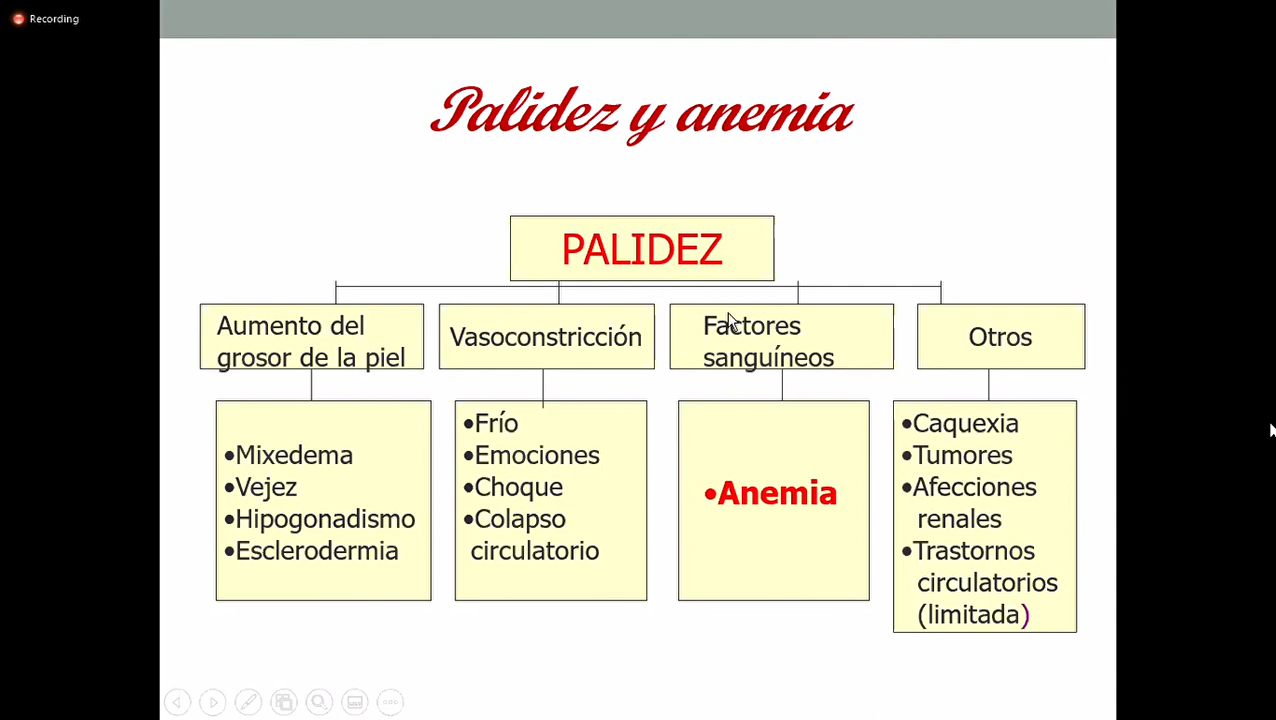 Recording
Palidez y anemia
PALIDEZ
Aumento del
grosor de la piel
Vasoconstricción
Factores
sanguíneos
Otros
•Mixedema
•Vejez
•Hipogonadismo
•Esclerodermia
•Frío
•Emociones
•Choque
•Colapso
circulatorio
•Anemia
•Caquexia
•Tumores
•Afecciones
renales
•Trastornos
circulatorios
(limitada)